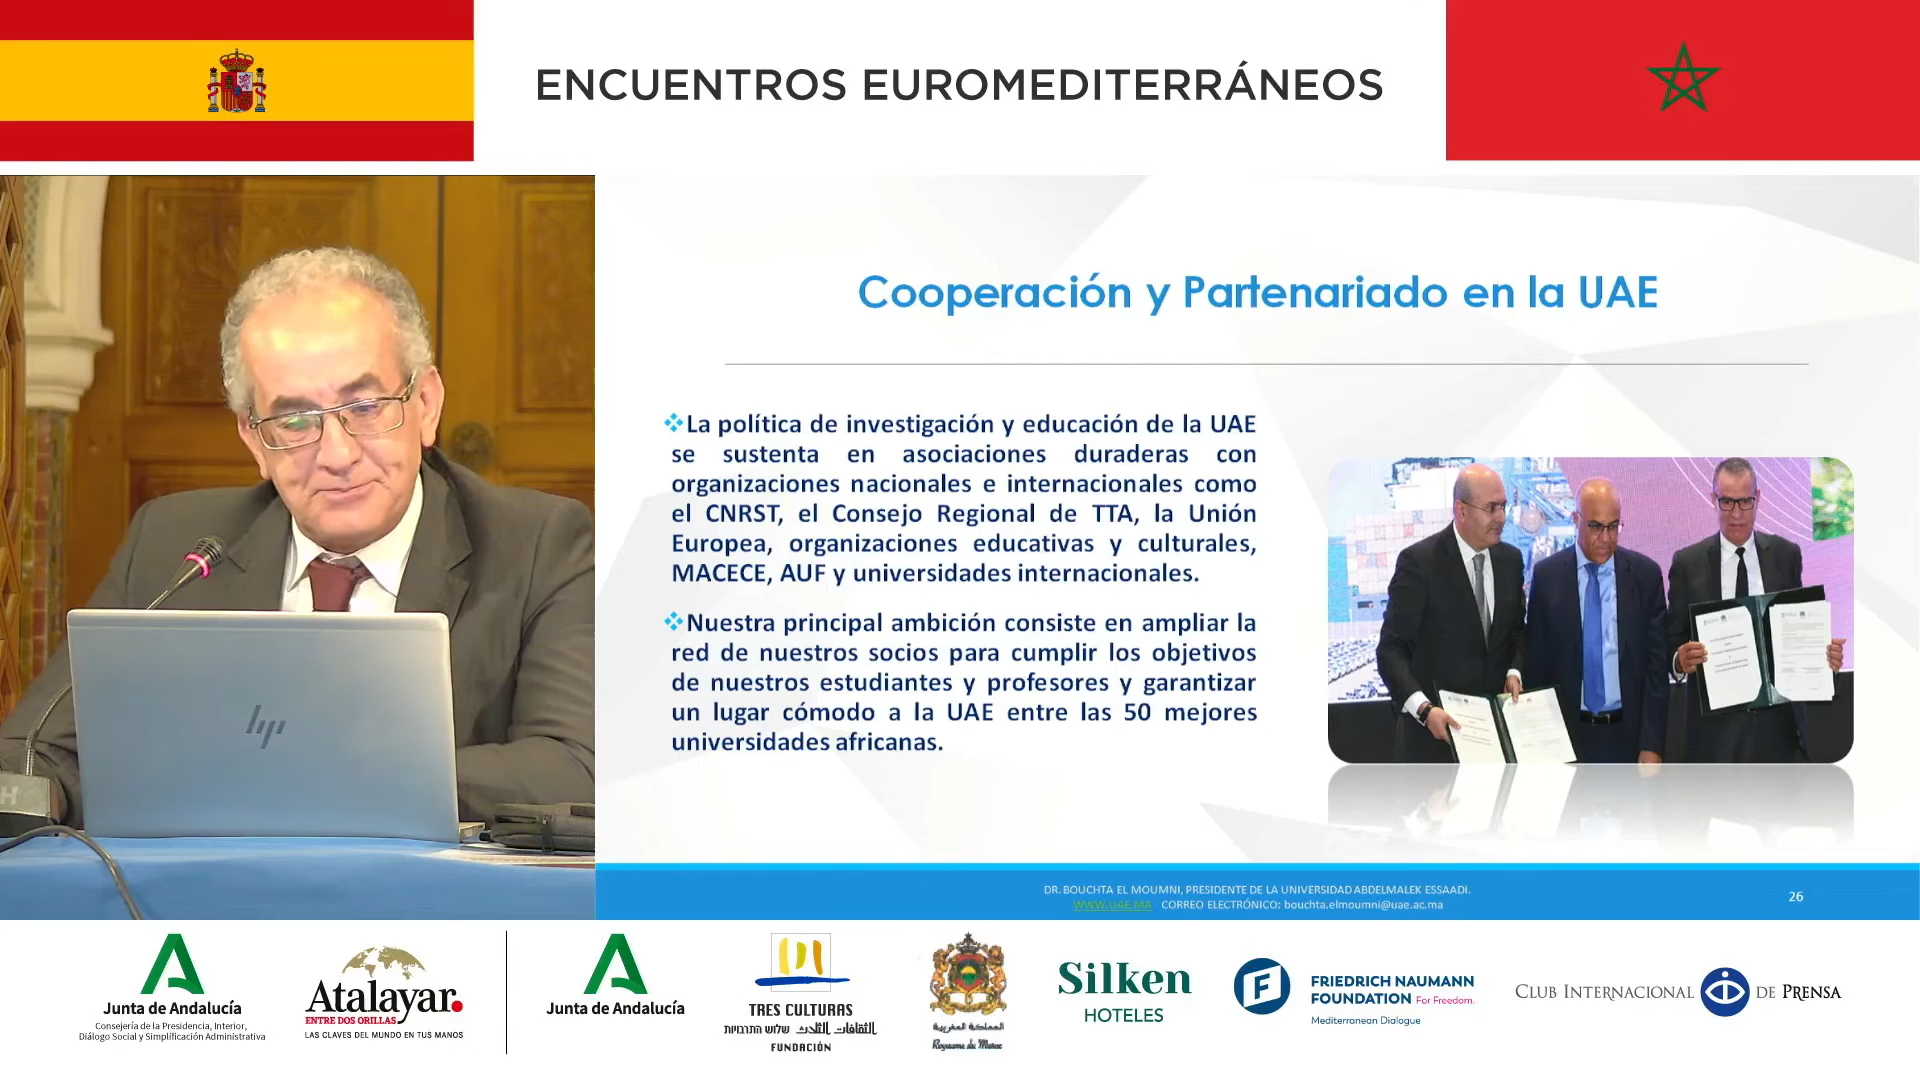 ENCUENTROS EUROMEDITERRÁNEOS
Cooperación y Partenariado en la UAE
La política de investigación y educación de la UAE
se sustenta en asociaciones duraderas con
organizaciones nacionales e internacionales como
el CNRST, el Consejo Regional de TTA, la Unión
Europea, organizaciones educativas y culturales,
MACECE, AUF y universidades internacionales.
Nuestra principal ambición consiste en ampliar la
red de nuestros socios para cumplir los objetivos
de nuestros estudiantes y profesores y garantizar
un lugar cómodo a la UAE entre las 50 mejores
universidades africanas.
hp
DR. BOUCHTA EL MOUMNI, PRESIDENTE DE LA UNIVERSIDAD ABDELMALEK ESSAADI.
WWW.UAE.MA CORREO ELECTRÓNICO: bouchta.elmoumni@uae.ac.ma
26
Junta de Andalucía
Consejería de la Presidencia, Interior,
Diálogo Social y Simplificación Administrativa
Atalayar.
ENTRE DOS ORILLAS
LAS CLAVES DEL MUNDO EN TUS MANOS
Junta de Andalucía
TRES CULTURAS
שלוש התרבויות الثقافات الثلاث
FUNDACIÓN
المملكة المغربية
Royaume du Maroc
Silken
HOTELES
FRIEDRICH NAUMANN
FOUNDATION For Freedom.
Mediterranean Dialogue
CLUB INTERNACIONAL DE PRENSA